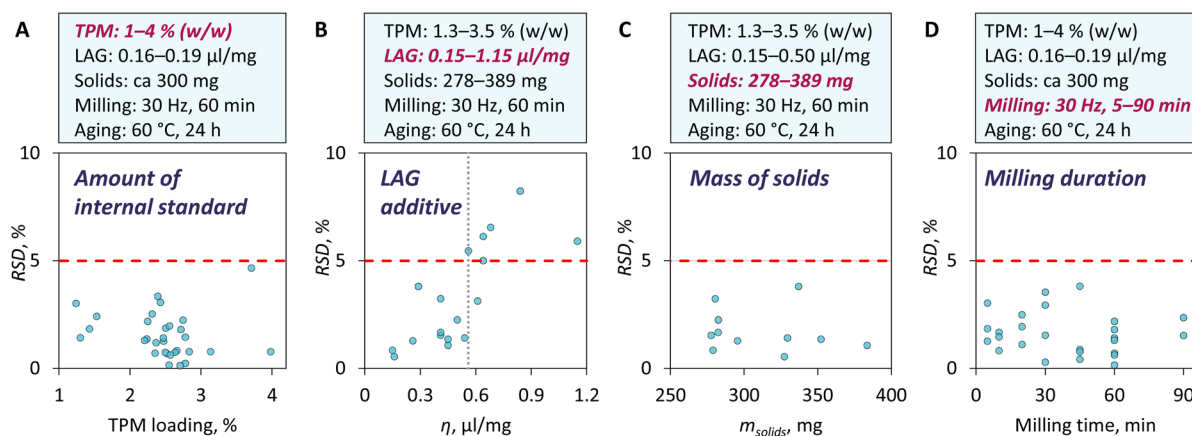 A
TPM: 1–4 % (w/w)
LAG: 0.16–0.19 µl/mg
Solids: ca 300 mg
Milling: 30 Hz, 60 min
Aging: 60 °C, 24 h
10
Amount of
internal standard
RSD, %
5
0
1
2
3
4
TPM loading, %
B
TPM: 1.3–3.5 % (w/w)
LAG: 0.15–1.15 µl/mg
Solids: 278–389 mg
Milling: 30 Hz, 60 min
Aging: 60 °C, 24 h
10
LAG
additive
RSD, %
5
0
0
0.3
0.6
0.9
1.2
η, µl/mg
C
TPM: 1.3–3.5 % (w/w)
LAG: 0.15–0.50 µl/mg
Solids: 278–389 mg
Milling: 30 Hz, 60 min
Aging: 60 °C, 24 h
10
Mass of solids
RSD, %
5
0
250
300
350
400
m_solids, mg
D
TPM: 1–4 % (w/w)
LAG: 0.16–0.19 µl/mg
Solids: ca 300 mg
Milling: 30 Hz, 5–90 min
Aging: 60 °C, 24 h
10
Milling duration
RSD, %
5
0
0
30
60
90
Milling time, min